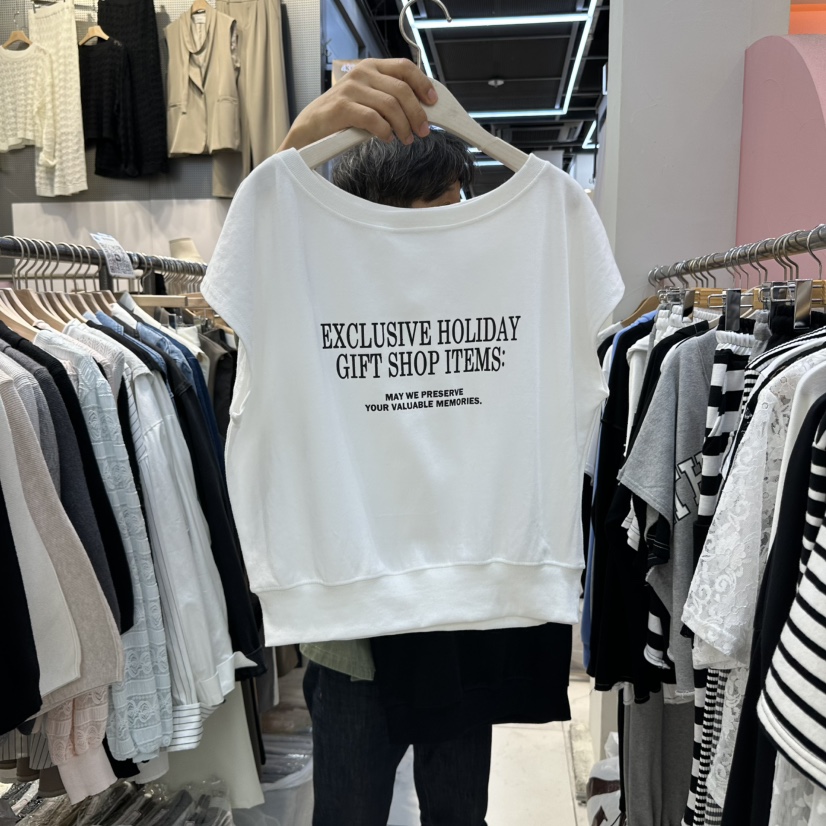 EXCLUSIVE HOLIDAY
GIFT SHOP ITEMS:
MAY WE PRESERVE
YOUR VALUABLE MEMORIES.